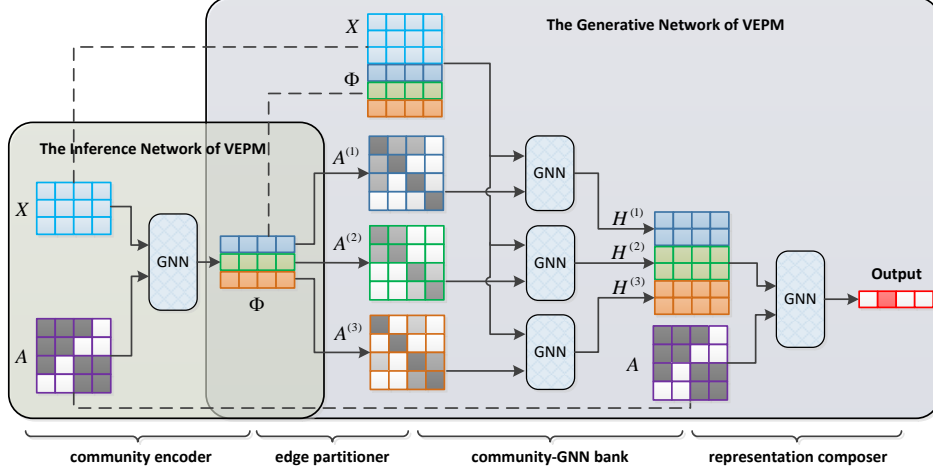 The Generative Network of VEPM
X
Φ
The Inference Network of VEPM
A^(1)
GNN
X
H^(1)
GNN
A^(2)
GNN
H^(2)
GNN
Output
Φ
H^(3)
A^(3)
GNN
A
A
community encoder
edge partitioner
community-GNN bank
representation composer